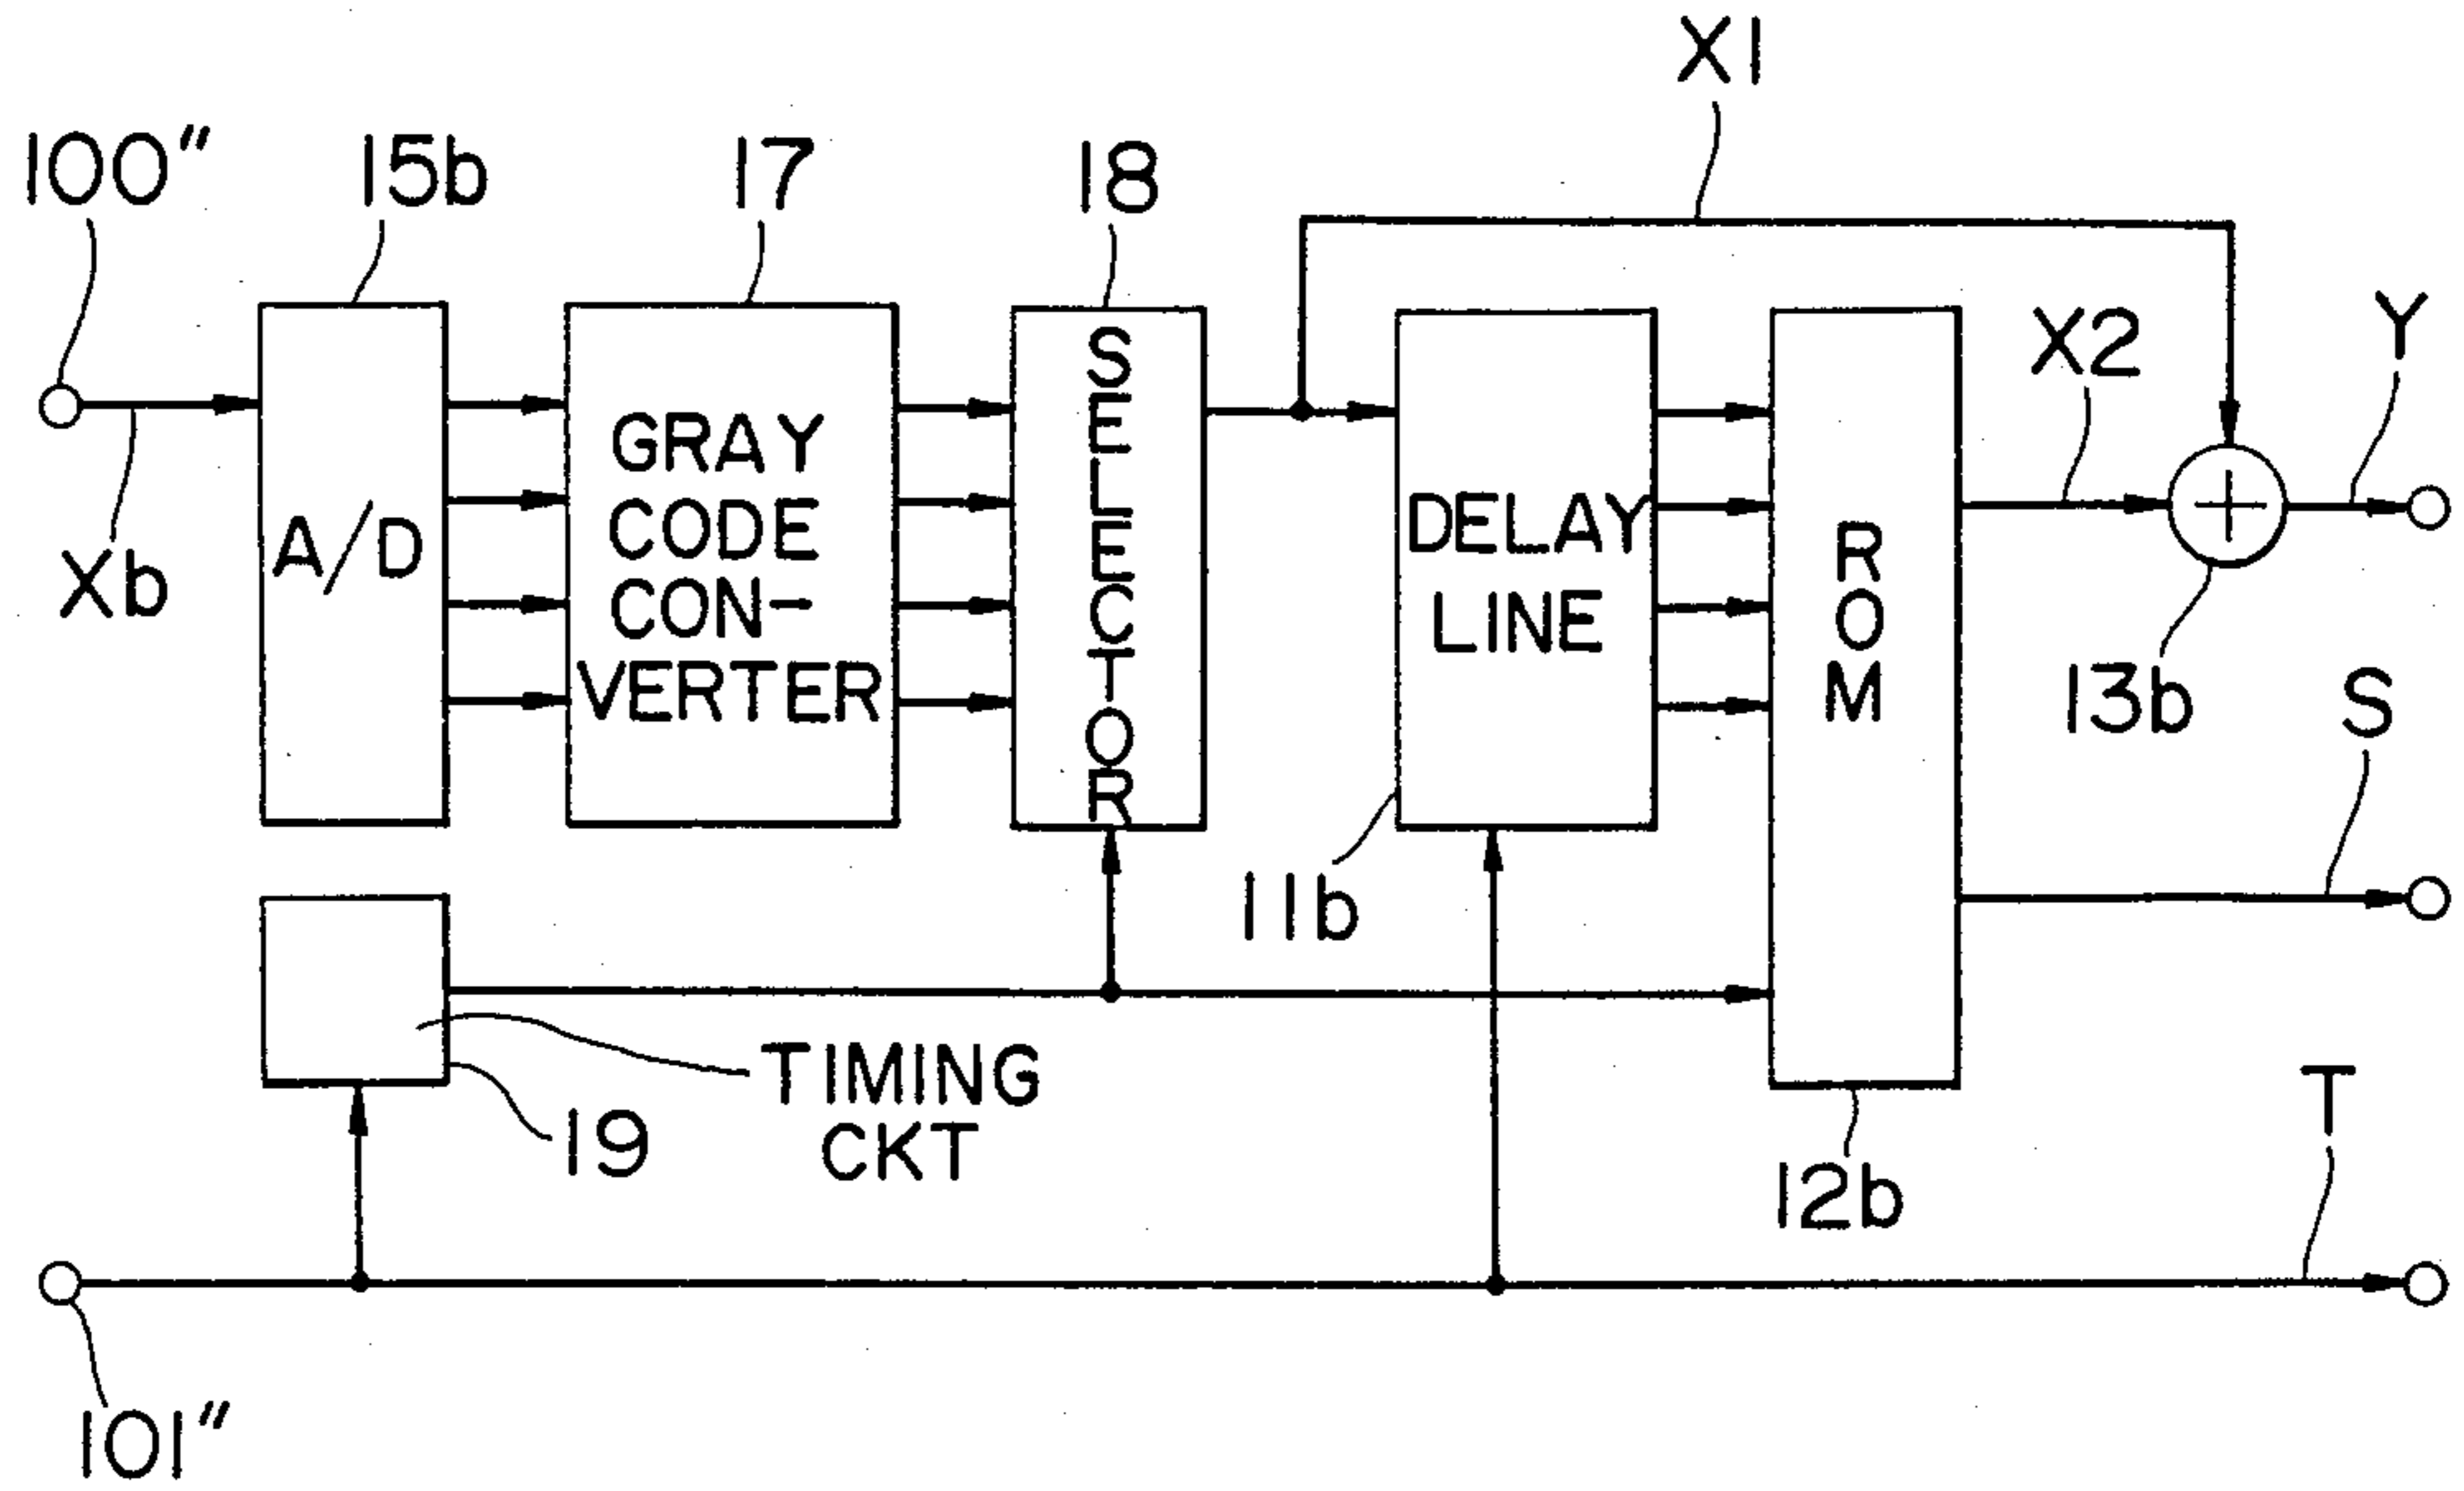 X1
100"
15b
17
18
Xb
A/D
GRAY
CODE
CON-
VERTER
SELECTOR
DELAY
LINE
ROM
X2
Y
13b
S
11b
TIMING
CKT
19
12b
T
101"